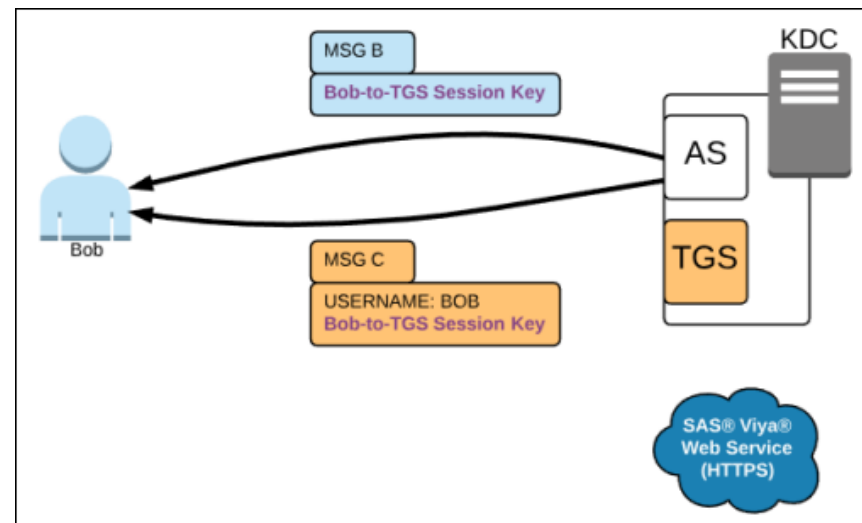 KDC
MSG B
Bob-to-TGS Session Key
AS
Bob
MSG C
USERNAME: BOB
Bob-to-TGS Session Key
TGS
SAS® Viya®
Web Service
(HTTPS)